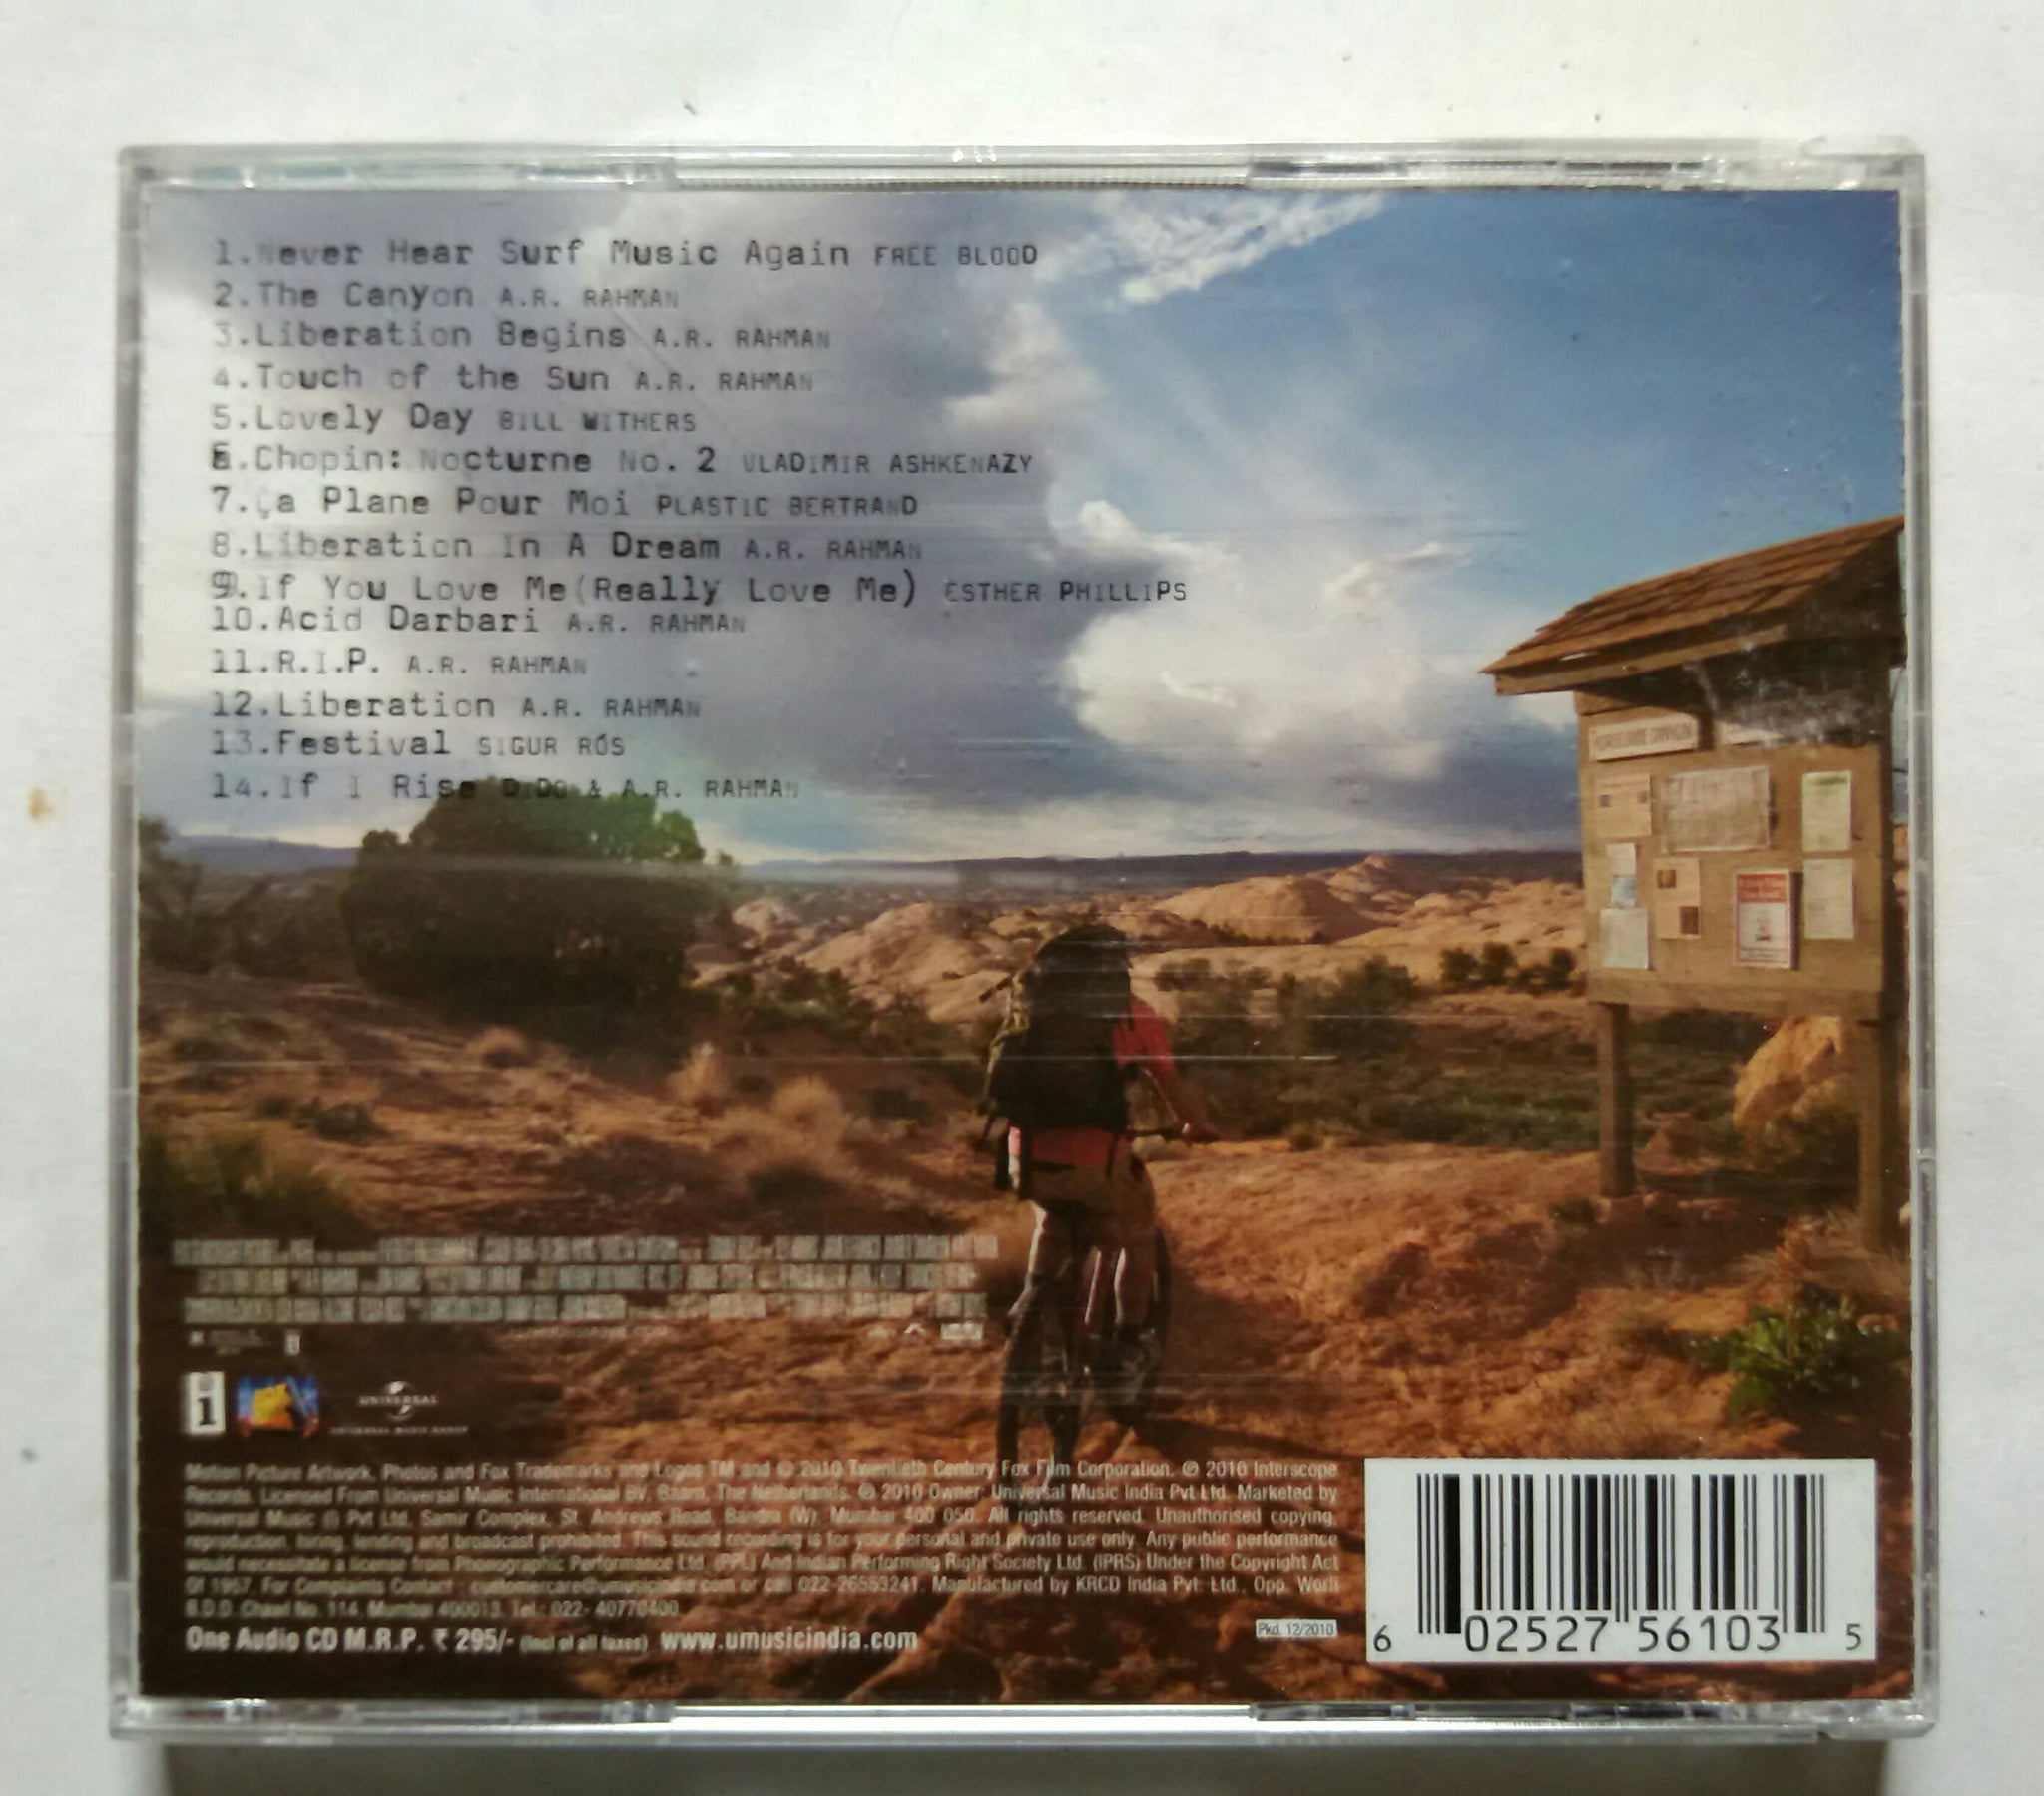 1.Never Hear Surf Music Again FREE BLOOD
2.The Canyon A.R. RAHMAN
3.Liberation Begins A.R. RAHMAN
4.Touch of the Sun A.R. RAHMAN
5.Lovely Day BILL WITHERS
6.Chopin: Nocturne No. 2 VLADIMIR ASHKENAZY
7.Ça Plane Pour Moi PLASTIC BERTRAND
8.Liberation In A Dream A.R. RAHMAN
9.If You Love Me(Really Love Me) ESTHER PHILLIPS
10.Acid Darbari A.R. RAHMAN
11.R.I.P. A.R. RAHMAN
12.Liberation A.R. RAHMAN
13.Festival SIGUR RÓS
14.If I Rise DIDO & A.R. RAHMAN
UNIVERSAL
UNIVERSAL MUSIC GROUP
Motion Picture Artwork, Photos and Fox Trademarks and Logos TM and © 2010 Twentieth Century Fox Film Corporation. ℗ 2010 Interscope
Records. Licensed From Universal Music International BV, Baarn, The Netherlands. © 2010 Owner: Universal Music India Pvt Ltd. Marketed by
Universal Music (I) Pvt Ltd, Samir Complex, St. Andrews Road, Bandra (W), Mumbai 400 050. All rights reserved. Unauthorised copying,
reproduction, hiring, lending and broadcast prohibited. This sound recording is for your personal and private use only. Any public performance
would necessitate a license from Phonographic Performance Ltd. (PPL) And Indian Performing Right Society Ltd. (IPRS) Under the Copyright Act
Of 1957. For Complaints Contact : customercare@umusicindia.com or call 022-26553241. Manufactured by KRCD India Pvt. Ltd., Opp. Worli
B.D.D. Chawl No. 114, Mumbai 400013. Tel.: 022- 40770400
One Audio CD M.R.P. ₹ 295/- (Incl of all taxes) www.umusicindia.com
Pkd. 12/2010
6 02527 56103 5